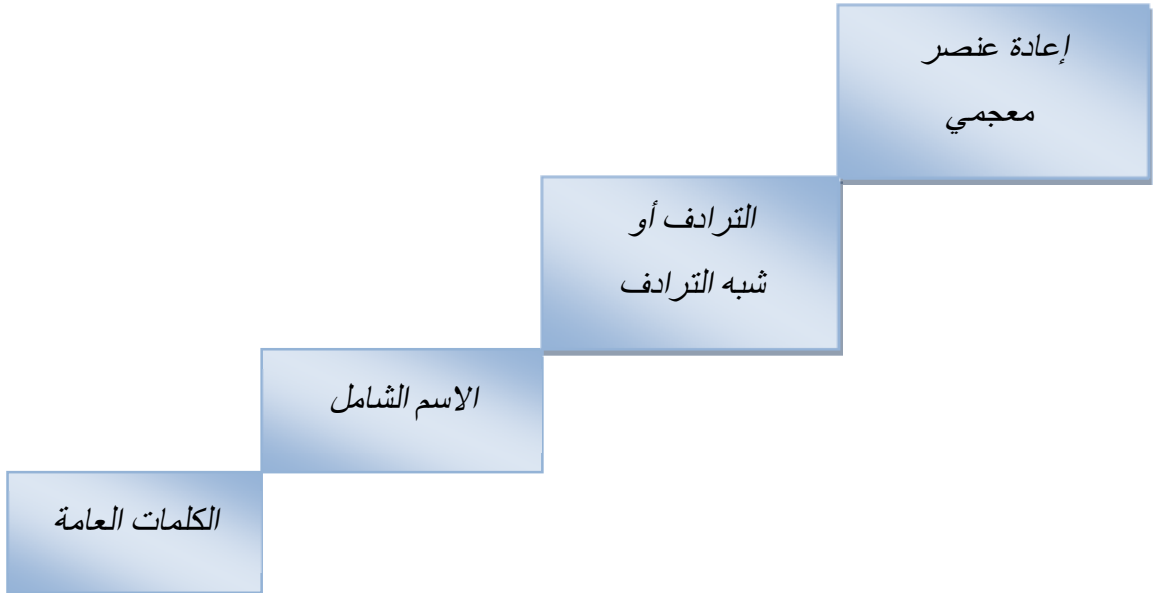 إعادة عنصر
معجمي
الترادف أو
شبه الترادف
الاسم الشامل
الكلمات العامة